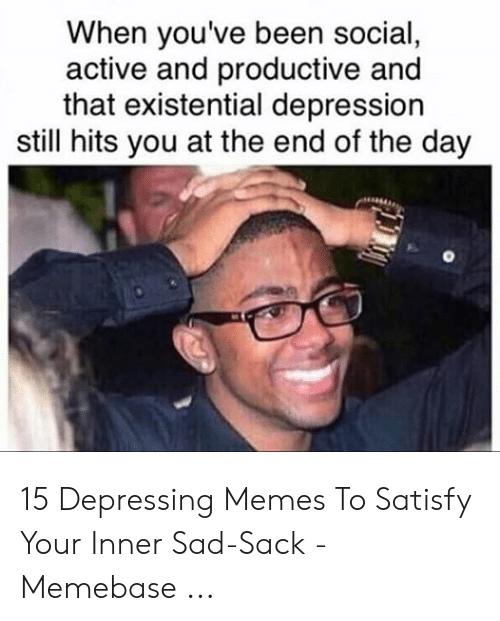 When you've been social,
active and productive and
that existential depression
still hits you at the end of the day
15 Depressing Memes To Satisfy
Your Inner Sad-Sack -
Memebase ...